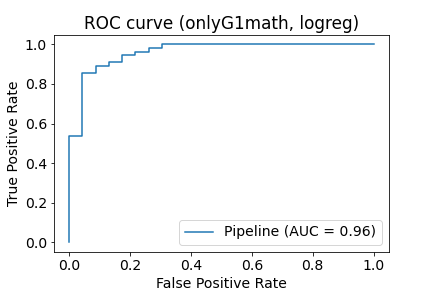 ROC curve (onlyG1math, logreg)
True Positive Rate
1.0
0.8
0.6
0.4
0.2
0.0
Pipeline (AUC = 0.96)
0.0 0.2 0.4 0.6 0.8 1.0
False Positive Rate